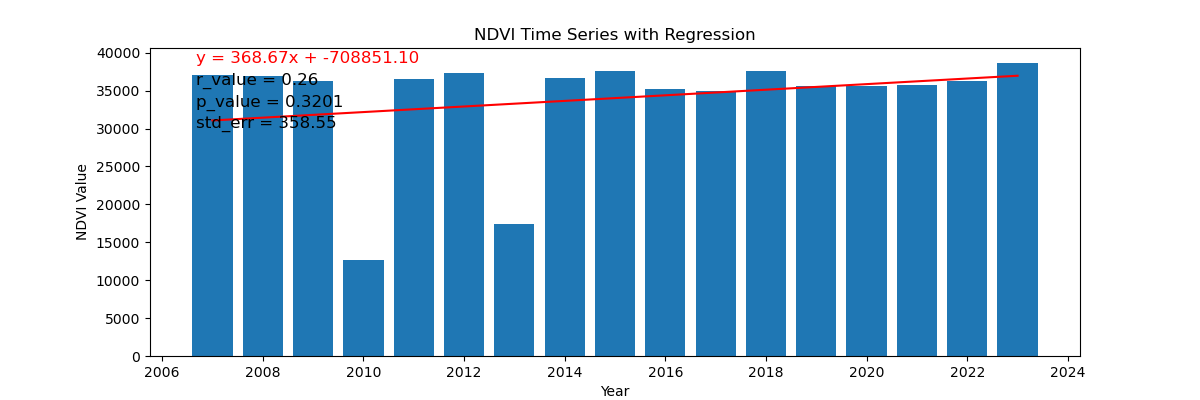 NDVI Time Series with Regression
y = 368.67x + -708851.10
r_value = 0.26
p_value = 0.3201
std_err = 358.55
40000
35000
30000
25000
20000
15000
10000
5000
0
NDVI Value
2006 2008 2010 2012 2014 2016 2018 2020 2022 2024
Year